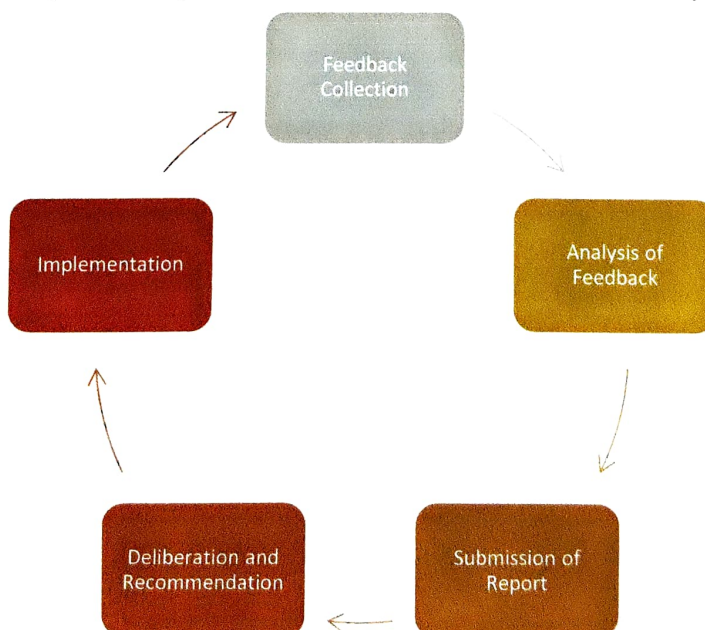 Feedback
Collection
Analysis of
Feedback
Submission of
Report
Deliberation and
Recommendation
Implementation